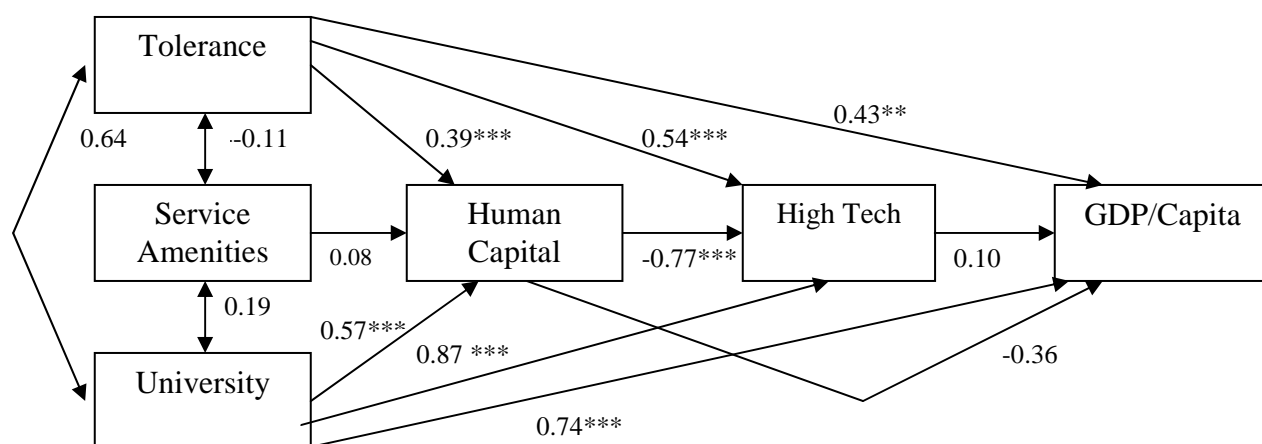 Tolerance
0.43**
0.64
-0.11
0.39***
0.54***
Service
Amenities
Human
Capital
High Tech
GDP/Capita
0.08
-0.77***
0.10
0.19
0.57***
0.87 ***
-0.36
University
0.74***